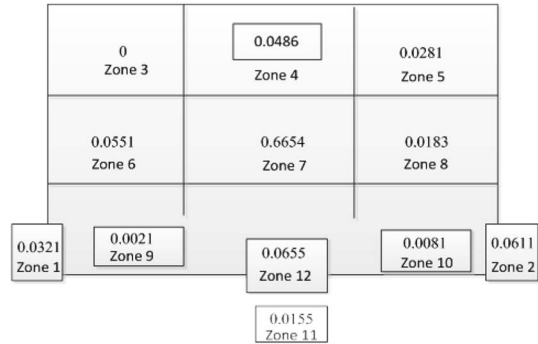 0
Zone 3
0.0486
Zone 4
0.0281
Zone 5
0.0551
Zone 6
0.6654
Zone 7
0.0183
Zone 8
0.0321
Zone 1
0.0021
Zone 9
0.0655
Zone 12
0.0081
Zone 10
0.0611
Zone 2
0.0155
Zone 11